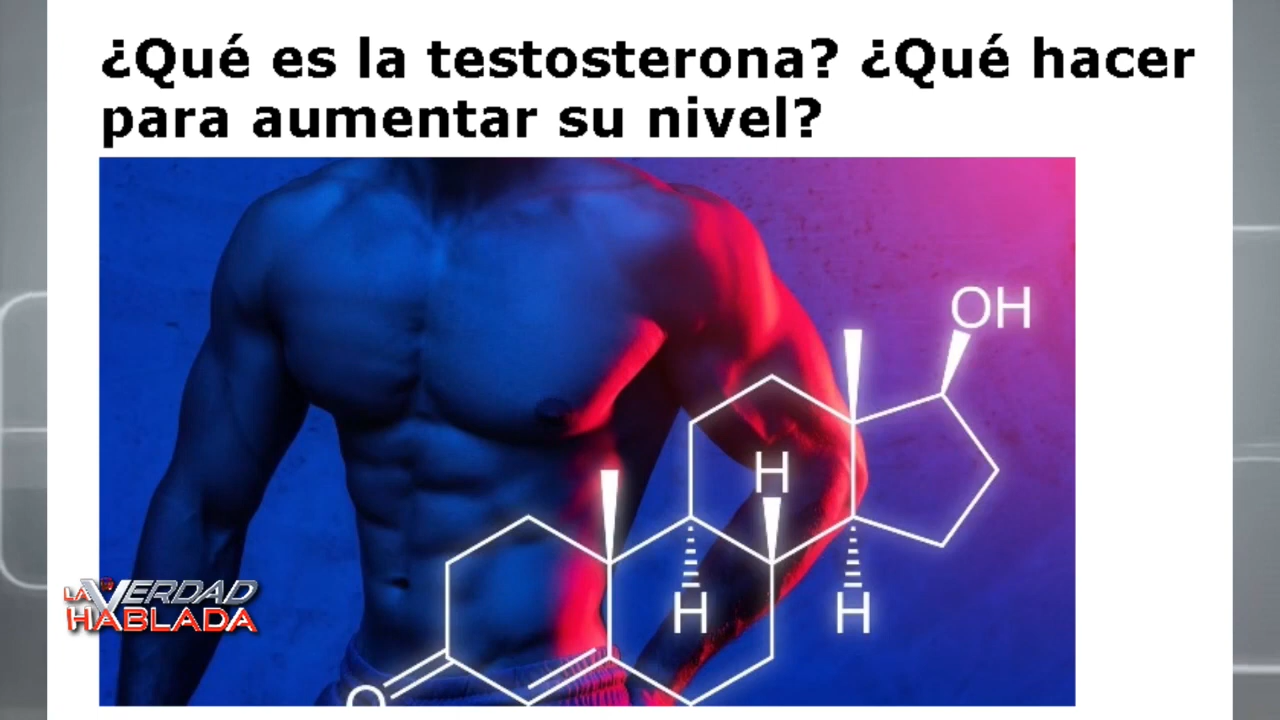 ¿Qué es la testosterona? ¿Qué hacer
para aumentar su nivel?
OH
H
H
H
O
LA VERDAD
HABLADA